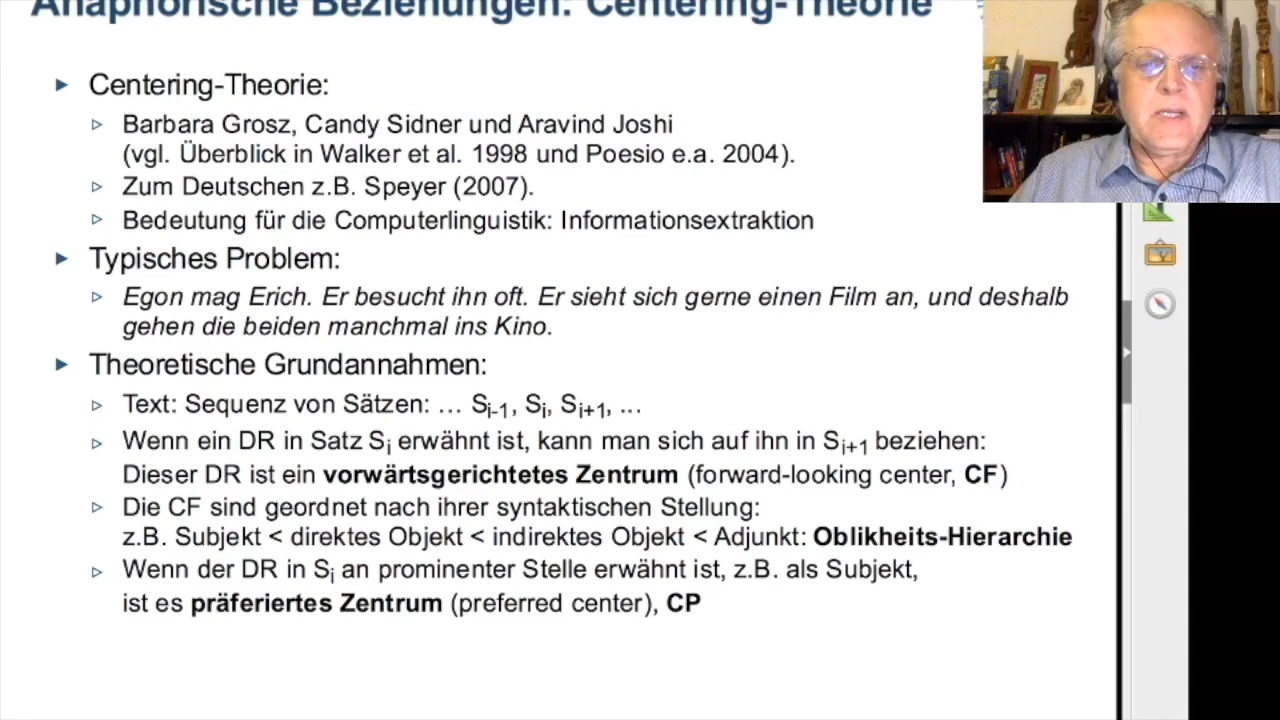 Anaphorische Beziehungen: Centering-Theorie
► Centering-Theorie:
▹ Barbara Grosz, Candy Sidner und Aravind Joshi
(vgl. Überblick in Walker et al. 1998 und Poesio e.a. 2004).
▹ Zum Deutschen z.B. Speyer (2007).
▹ Bedeutung für die Computerlinguistik: Informationsextraktion
► Typisches Problem:
▹ Egon mag Erich. Er besucht ihn oft. Er sieht sich gerne einen Film an, und deshalb
gehen die beiden manchmal ins Kino.
► Theoretische Grundannahmen:
▹ Text: Sequenz von Sätzen: … Si-1, Si, Si+1, ...
▹ Wenn ein DR in Satz Si erwähnt ist, kann man sich auf ihn in Si+1 beziehen:
Dieser DR ist ein vorwärtsgerichtetes Zentrum (forward-looking center, CF)
▹ Die CF sind geordnet nach ihrer syntaktischen Stellung:
z.B. Subjekt < direktes Objekt < indirektes Objekt < Adjunkt: Oblikheits-Hierarchie
▹ Wenn der DR in Si an prominenter Stelle erwähnt ist, z.B. als Subjekt,
ist es präferiertes Zentrum (preferred center), CP